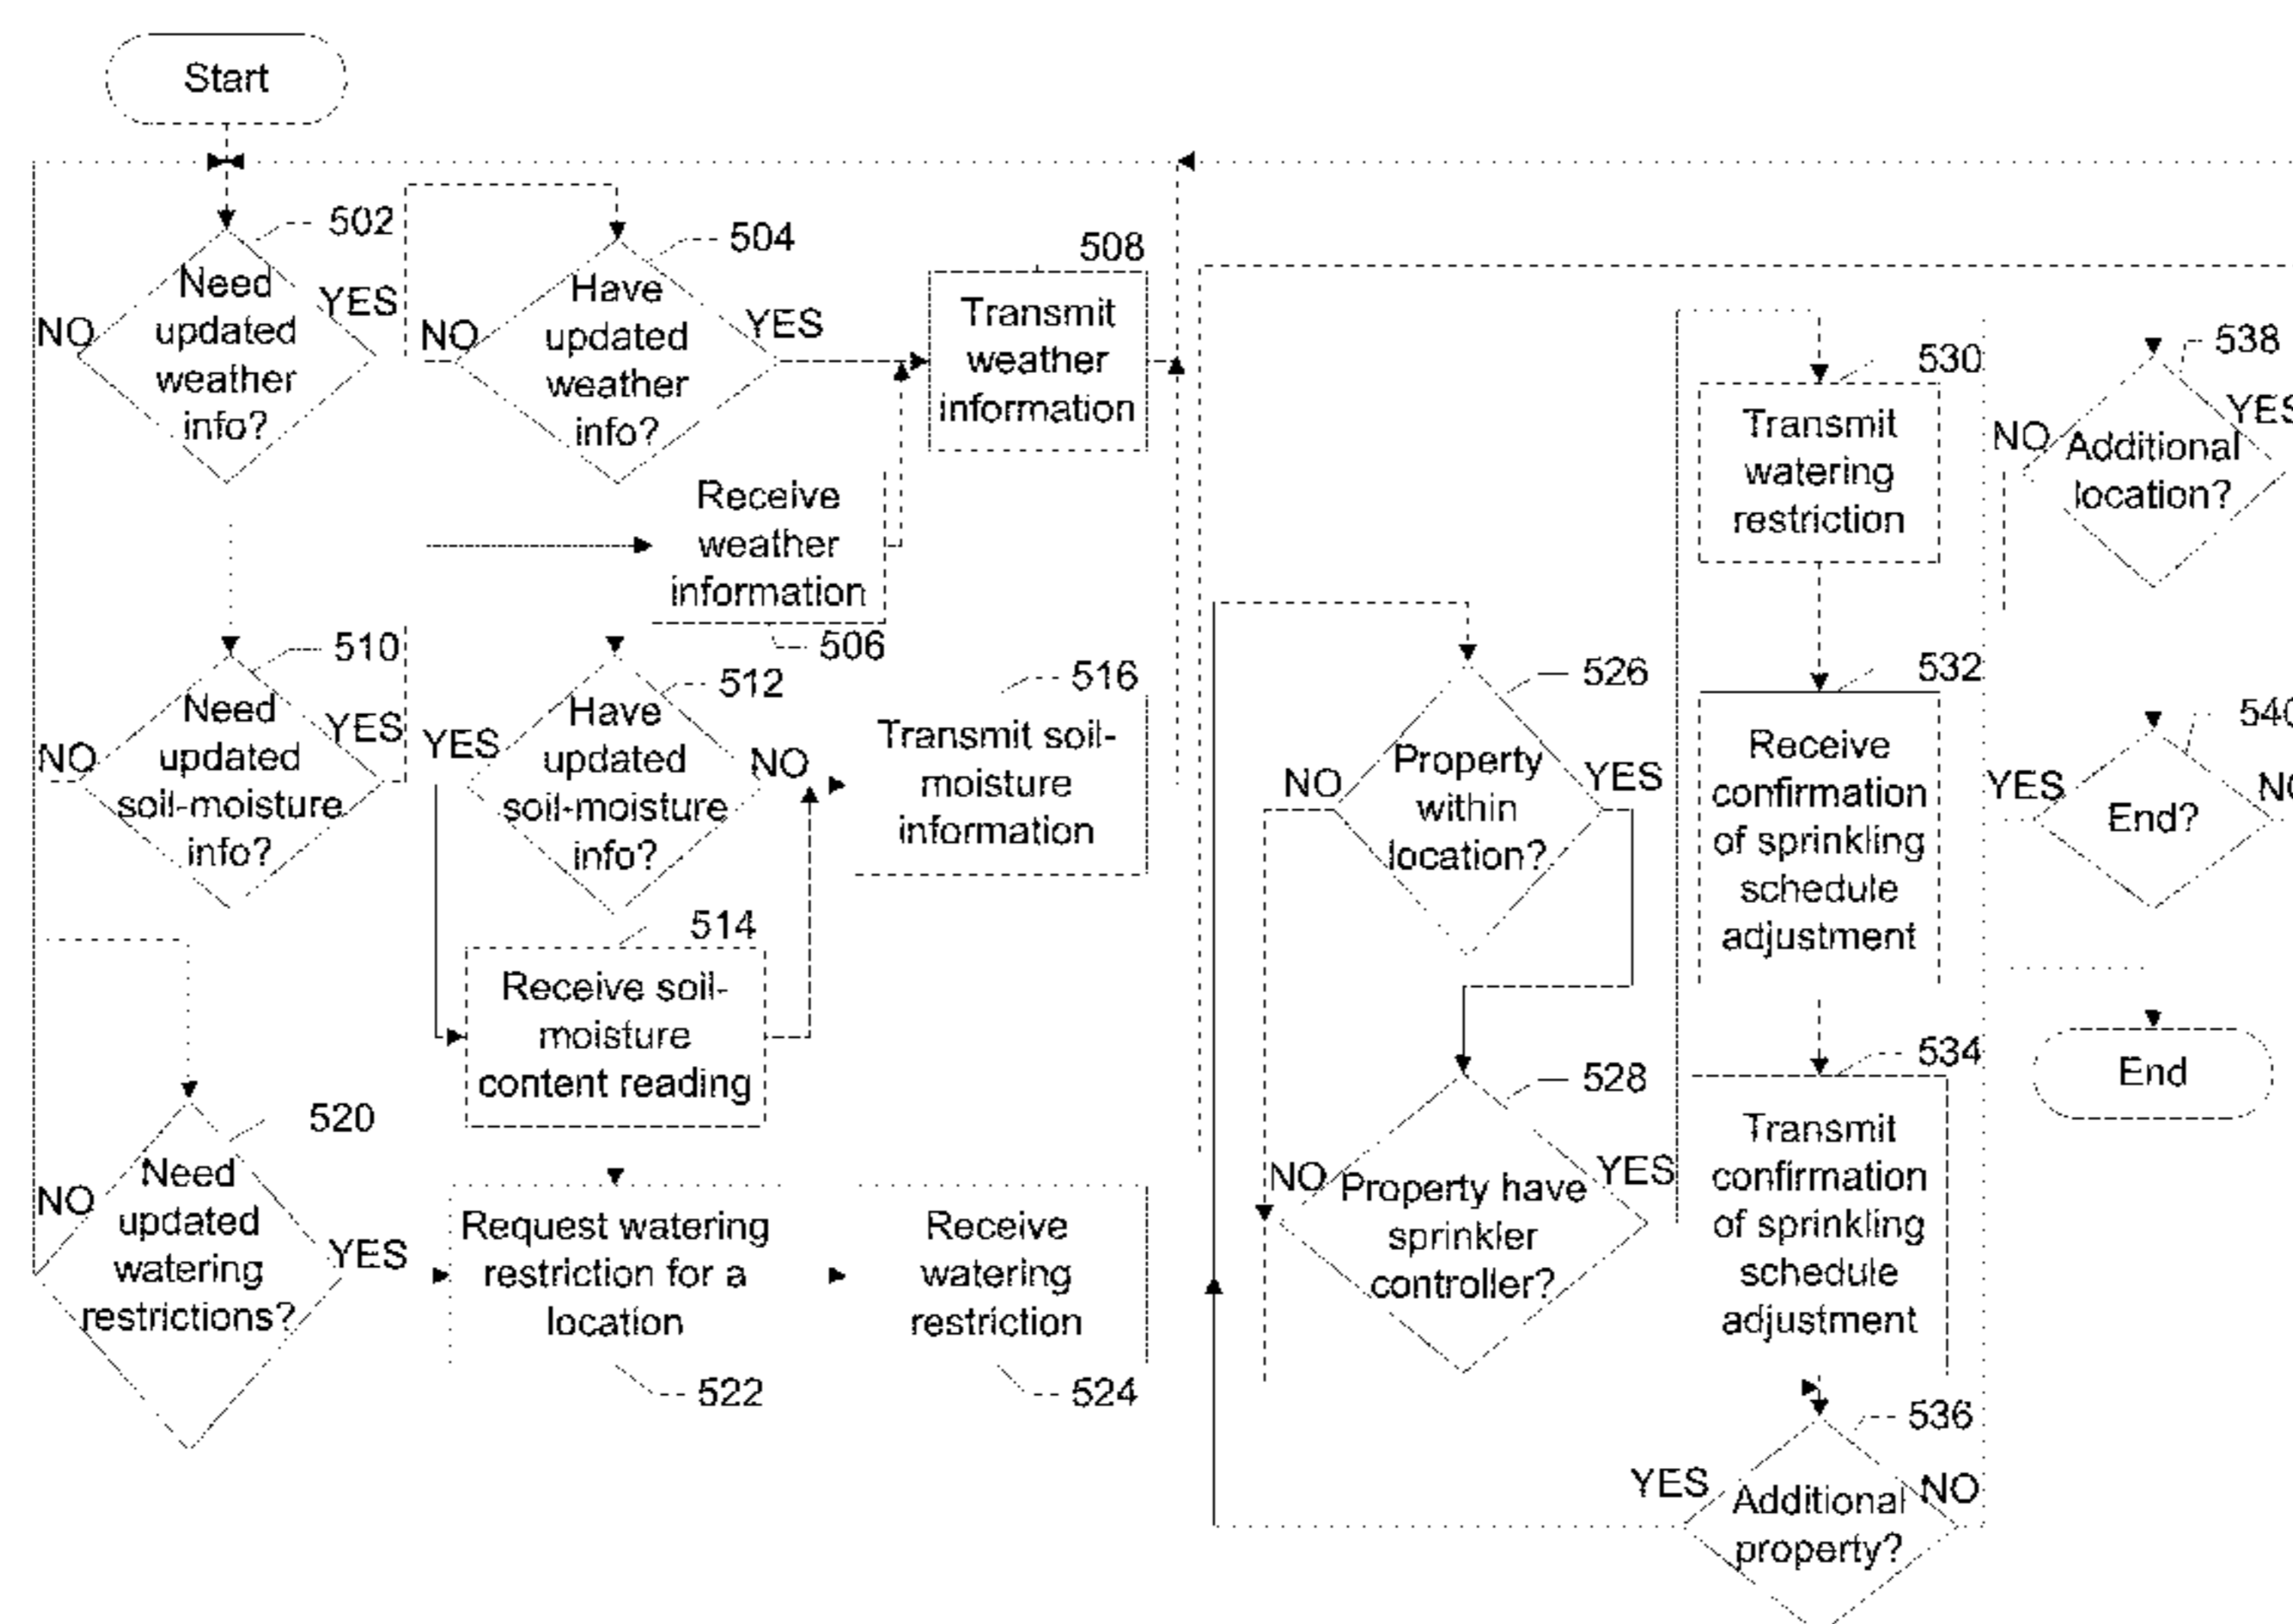 Start
502
Need
updated
weather
info?
NO
YES
504
Have
updated
weather
info?
NO
YES
508
Transmit
weather
information
Receive
weather
information
506
510
Need
updated
soil-moisture
info?
NO
YES
512
Have
updated
soil-moisture
info?
YES
NO
516
Transmit soil-
moisture
information
514
Receive soil-
moisture
content reading
520
Need
updated
watering
restrictions?
NO
YES
Request watering
restriction for a
location
522
Receive
watering
restriction
524
526
Property
within
location?
NO
YES
528
Property have
sprinkler
controller?
NO
YES
530
Transmit
watering
restriction
532
Receive
confirmation
of sprinkling
schedule
adjustment
534
Transmit
confirmation
of sprinkling
schedule
adjustment
536
Additional
property?
YES
NO
538
Additional
location?
NO
YES
540
End?
YES
NO
End